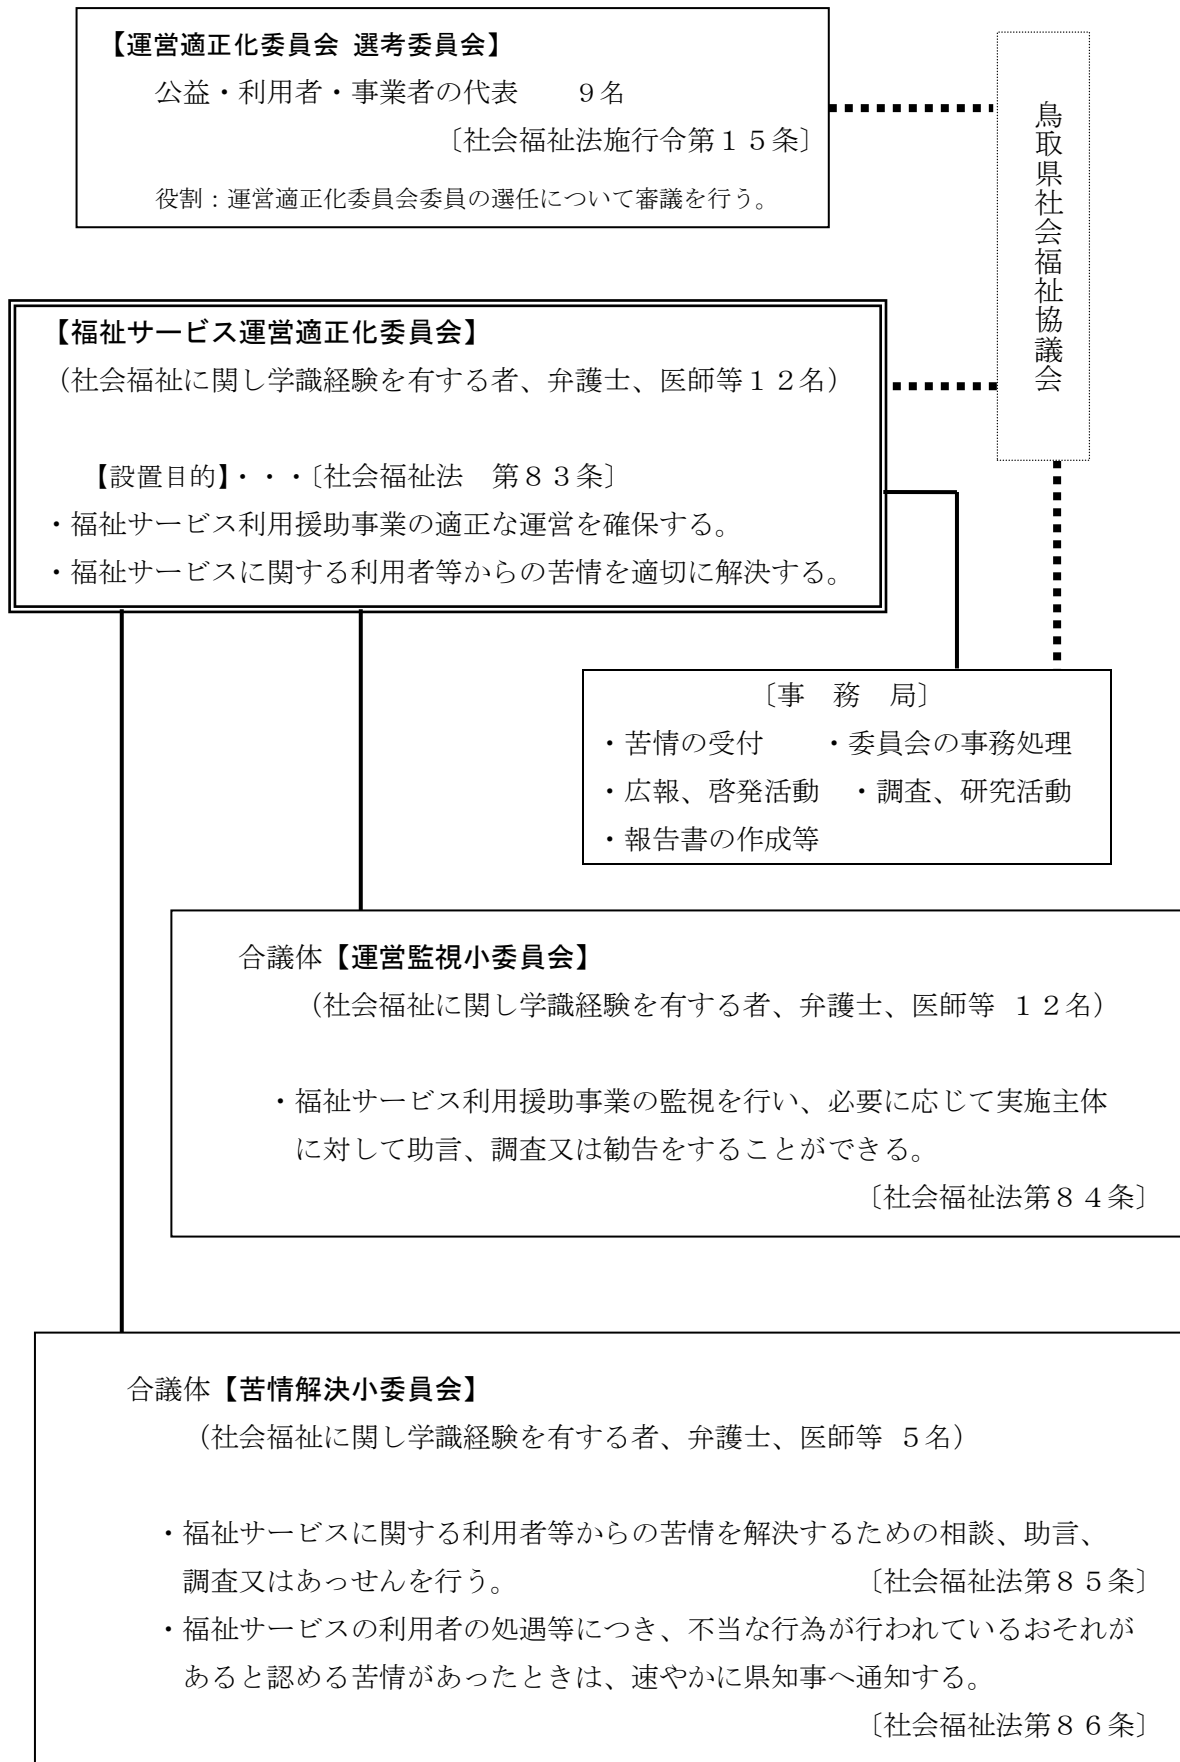 【運営適正化委員会 選考委員会】
公益・利用者・事業者の代表　　９名
〔社会福祉法施行令第１５条〕
役割：運営適正化委員会委員の選任について審議を行う。
鳥取県社会福祉協議会
【福祉サービス運営適正化委員会】
（社会福祉に関し学識経験を有する者、弁護士、医師等１２名）
【設置目的】・・・〔社会福祉法　第８３条〕
・福祉サービス利用援助事業の適正な運営を確保する。
・福祉サービスに関する利用者等からの苦情を適切に解決する。
〔事　務　局〕
・苦情の受付　　・委員会の事務処理
・広報、啓発活動　・調査、研究活動
・報告書の作成等
合議体【運営監視小委員会】
（社会福祉に関し学識経験を有する者、弁護士、医師等 １２名）
・福祉サービス利用援助事業の監視を行い、必要に応じて実施主体
に対して助言、調査又は勧告をすることができる。
〔社会福祉法第８４条〕
合議体【苦情解決小委員会】
（社会福祉に関し学識経験を有する者、弁護士、医師等 ５名）
・福祉サービスに関する利用者等からの苦情を解決するための相談、助言、
調査又はあっせんを行う。　　　〔社会福祉法第８５条〕
・福祉サービスの利用者の処遇等につき、不当な行為が行われているおそれが
あると認める苦情があったときは、速やかに県知事へ通知する。
〔社会福祉法第８６条〕